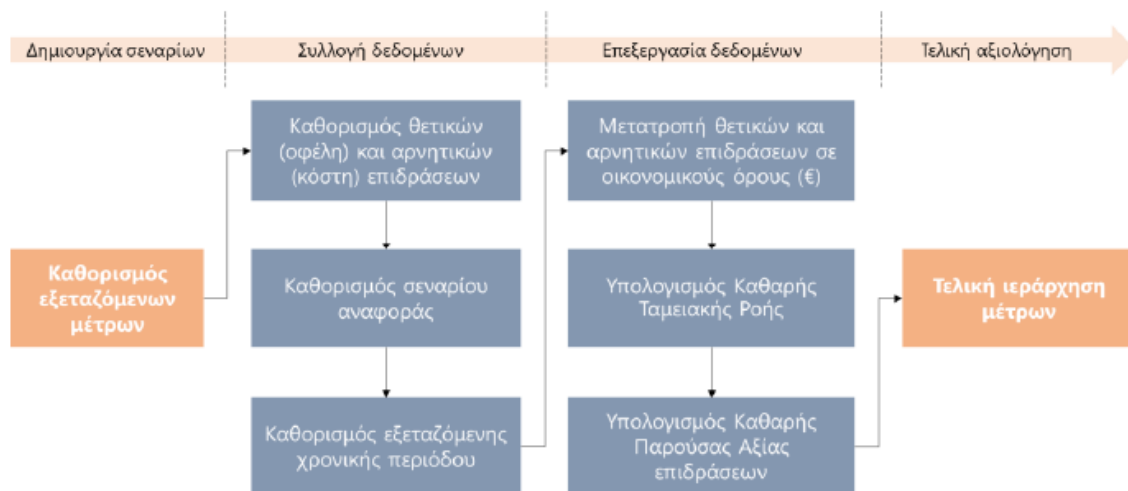 Δημιουργία σεναρίων
Συλλογή δεδομένων
Επεξεργασία δεδομένων
Τελική αξιολόγηση
Καθορισμός
εξεταζόμενων
μέτρων
Καθορισμός θετικών
(οφέλη) και αρνητικών
(κόστη) επιδράσεων
Καθορισμός σεναρίου
αναφοράς
Καθορισμός εξεταζόμενης
χρονικής περιόδου
Μετατροπή θετικών και
αρνητικών επιδράσεων σε
οικονομικούς όρους (€)
Υπολογισμός Καθαρής
Ταμειακής Ροής
Υπολογισμός Καθαρής
Παρούσας Αξίας
επιδράσεων
Τελική ιεράρχηση
μέτρων